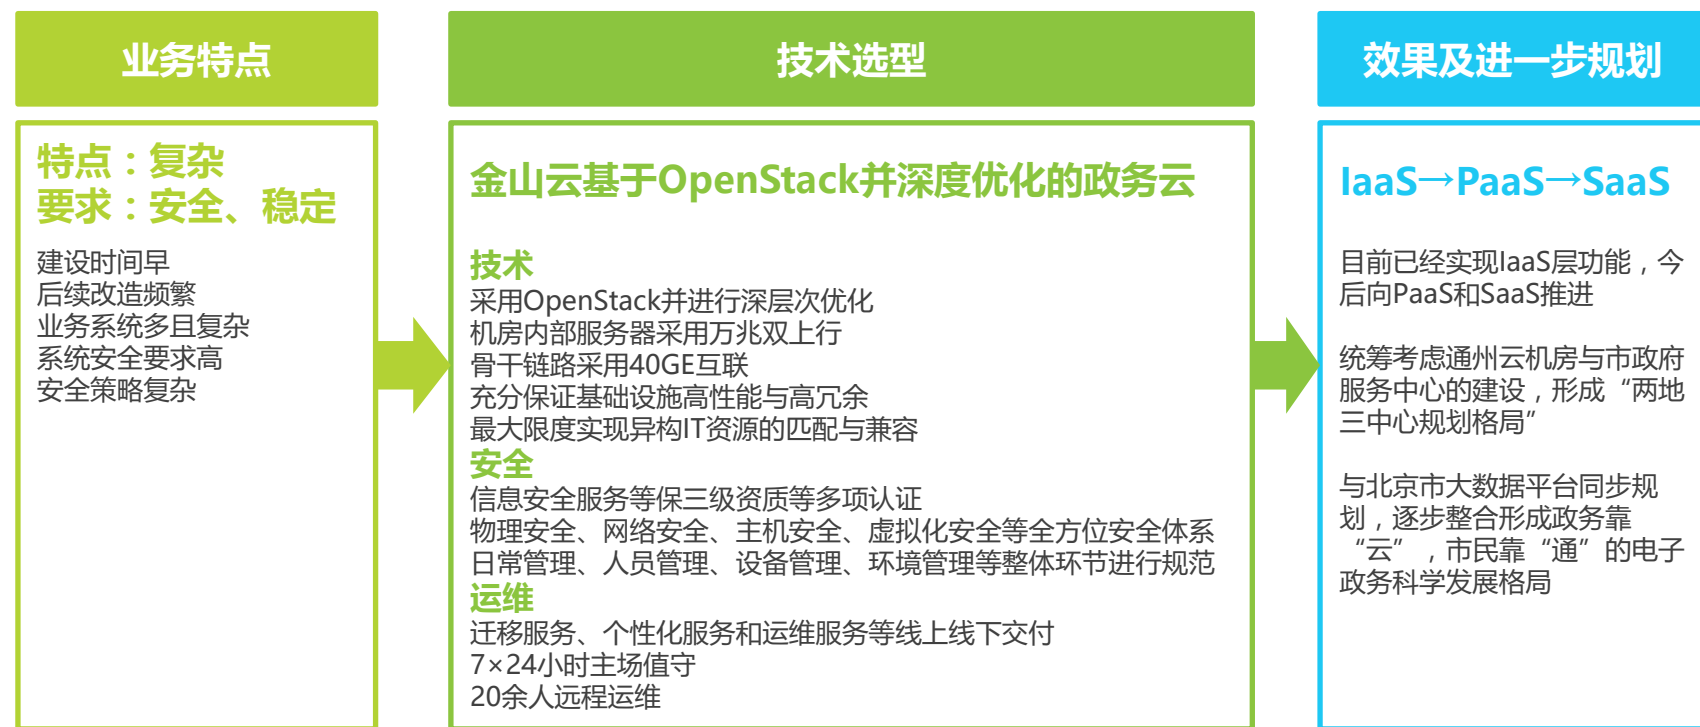 业务特点
技术选型
效果及进一步规划
特点：复杂
要求：安全、稳定
建设时间早
后续改造频繁
业务系统多且复杂
系统安全要求高
安全策略复杂
金山云基于OpenStack并深度优化的政务云
技术
采用OpenStack并进行深层次优化
机房内部服务器采用万兆双上行
骨干链路采用40GE互联
充分保证基础设施高性能与高冗余
最大限度实现异构IT资源的匹配与兼容
安全
信息安全服务等保三级资质等多项认证
物理安全、网络安全、主机安全、虚拟化安全等全方位安全体系
日常管理、人员管理、设备管理、环境管理等整体环节进行规范
运维
迁移服务、个性化服务和运维服务等线上线下交付
7×24小时主场值守
20余人远程运维
IaaS→PaaS→SaaS
目前已经实现IaaS层功能，今
后向PaaS和SaaS推进
统筹考虑通州云机房与市政府
服务中心的建设，形成“两地
三中心规划格局”
与北京市大数据平台同步规
划，逐步整合形成政务靠
“云”，市民靠“通”的电子
政务科学发展格局